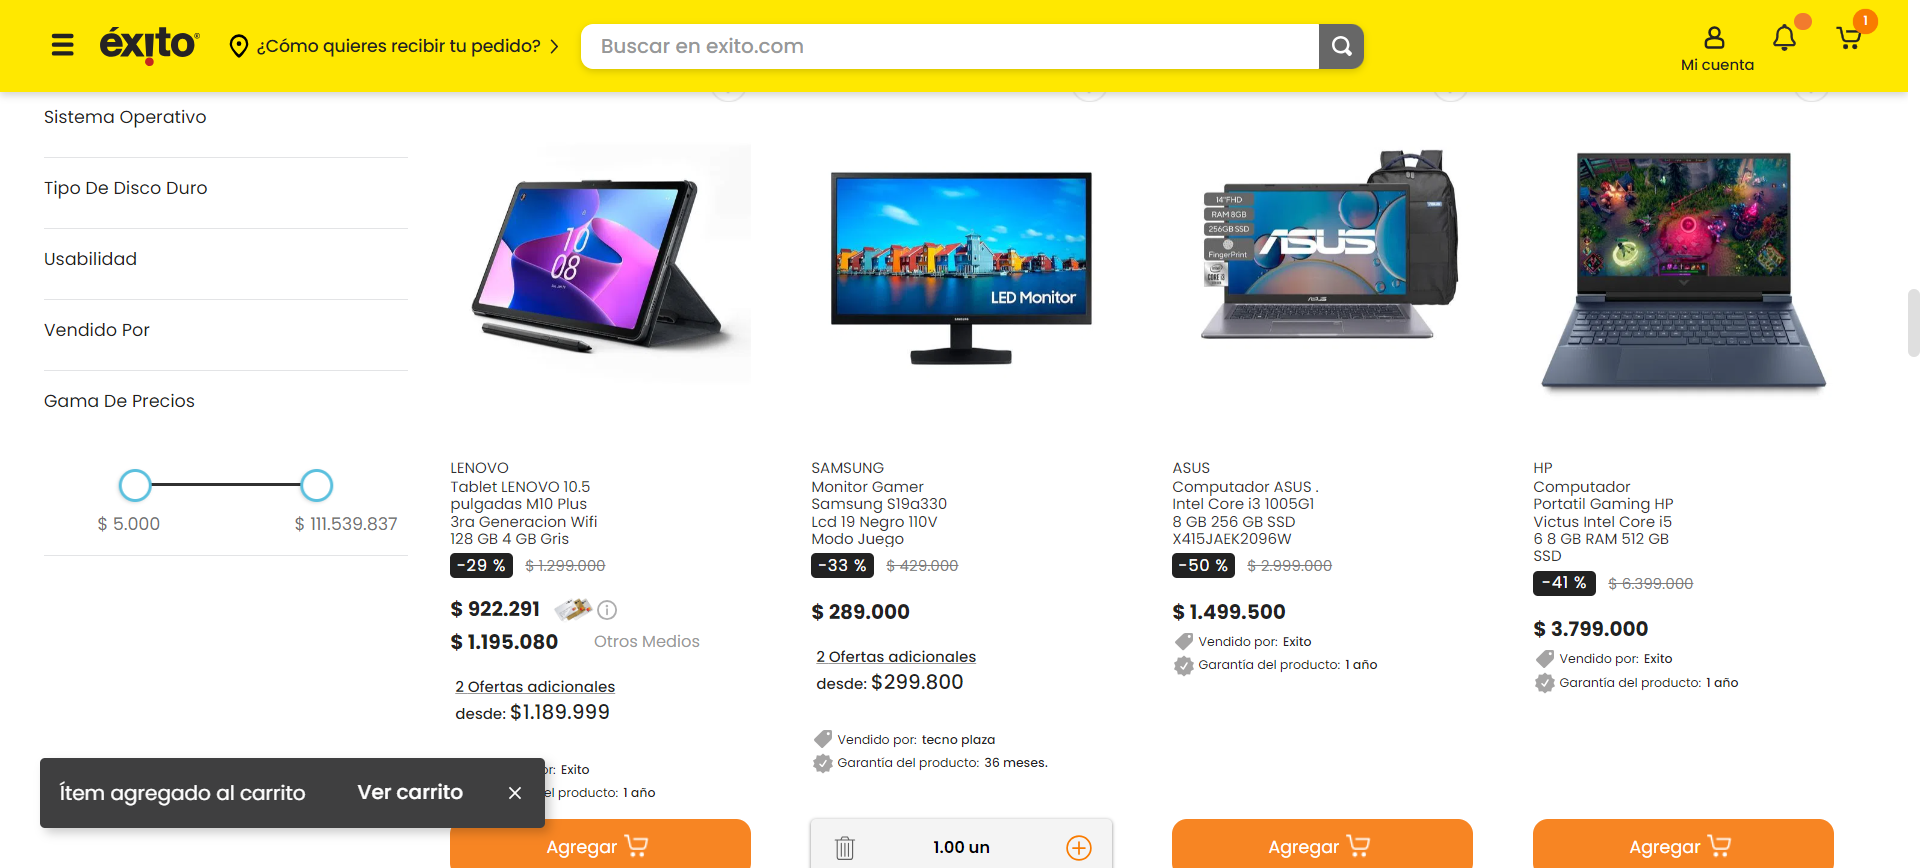 éxito
¿Cómo quieres recibir tu pedido?
Buscar en exito.com
Mi cuenta
1
Sistema Operativo
Tipo De Disco Duro
Usabilidad
Vendido Por
Gama De Precios
$ 5.000
$ 111.539.837
10
08
LENOVO
Tablet LENOVO 10.5
pulgadas M10 Plus
3ra Generacion Wifi
128 GB 4 GB Gris
-29 %
$ 1.299.000
$ 922.291
$ 1.195.080
Otros Medios
2 Ofertas adicionales
desde: $1.189.999
or: Exito
el producto: 1 año
Agregar
LED Monitor
SAMSUNG
SAMSUNG
Monitor Gamer
Samsung S19a330
Lcd 19 Negro 110V
Modo Juego
-33 %
$ 429.000
$ 289.000
2 Ofertas adicionales
desde: $299.800
Vendido por: tecno plaza
Garantía del producto: 36 meses.
1.00 un
14"FHD
RAM 8GB
256GB SSD
FingerPrint
intel
CORE i3
ASUS
ASUS
ASUS
Computador ASUS .
Intel Core i3 1005G1
8 GB 256 GB SSD
X415JAEK2096W
-50 %
$ 2.999.000
$ 1.499.500
Vendido por: Exito
Garantía del producto: 1 año
Agregar
HP
Computador
Portatil Gaming HP
Victus Intel Core i5
6 8 GB RAM 512 GB
SSD
-41 %
$ 6.399.000
$ 3.799.000
Vendido por: Exito
Garantía del producto: 1 año
Agregar
Ítem agregado al carrito
Ver carrito